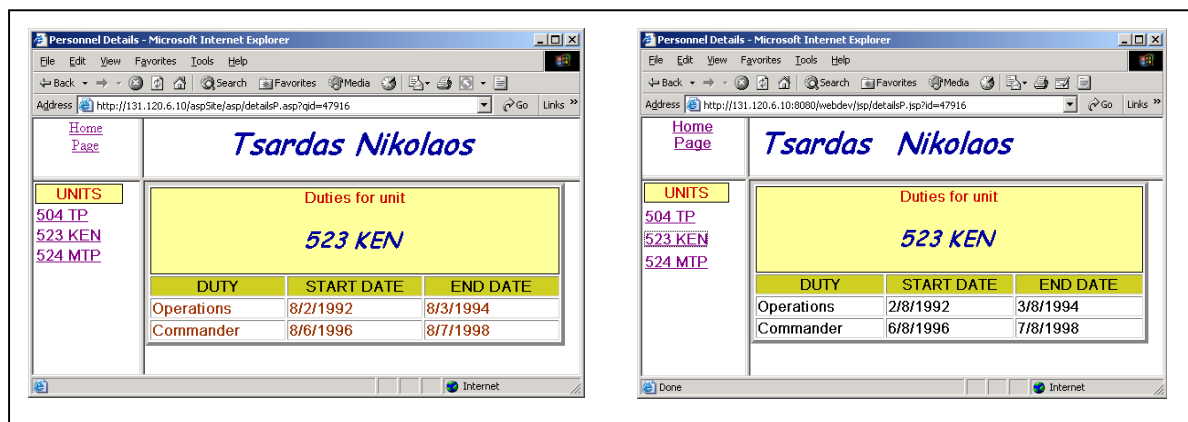 Personnel Details - Microsoft Internet Explorer
File Edit View Favorites Tools Help
Back Search Favorites Media
Address http://131.120.6.10/aspSite/asp/detailsP.asp?qid=47916 Go Links »
Home
Page
Tsardas Nikolaos
UNITS
504 TP
523 KEN
524 MTP
Duties for unit
523 KEN
DUTY START DATE END DATE
Operations 8/2/1992 8/3/1994
Commander 8/6/1996 8/7/1998
Internet
Personnel Details - Microsoft Internet Explorer
File Edit View Favorites Tools Help
Back Search Favorites Media
Address http://131.120.6.10:8080/webdev/jsp/detailsP.jsp?id=47916 Go Links »
Home
Page
Tsardas Nikolaos
UNITS
504 TP
523 KEN
524 MTP
Duties for unit
523 KEN
DUTY START DATE END DATE
Operations 2/8/1992 3/8/1994
Commander 6/8/1996 7/8/1998
Done Internet